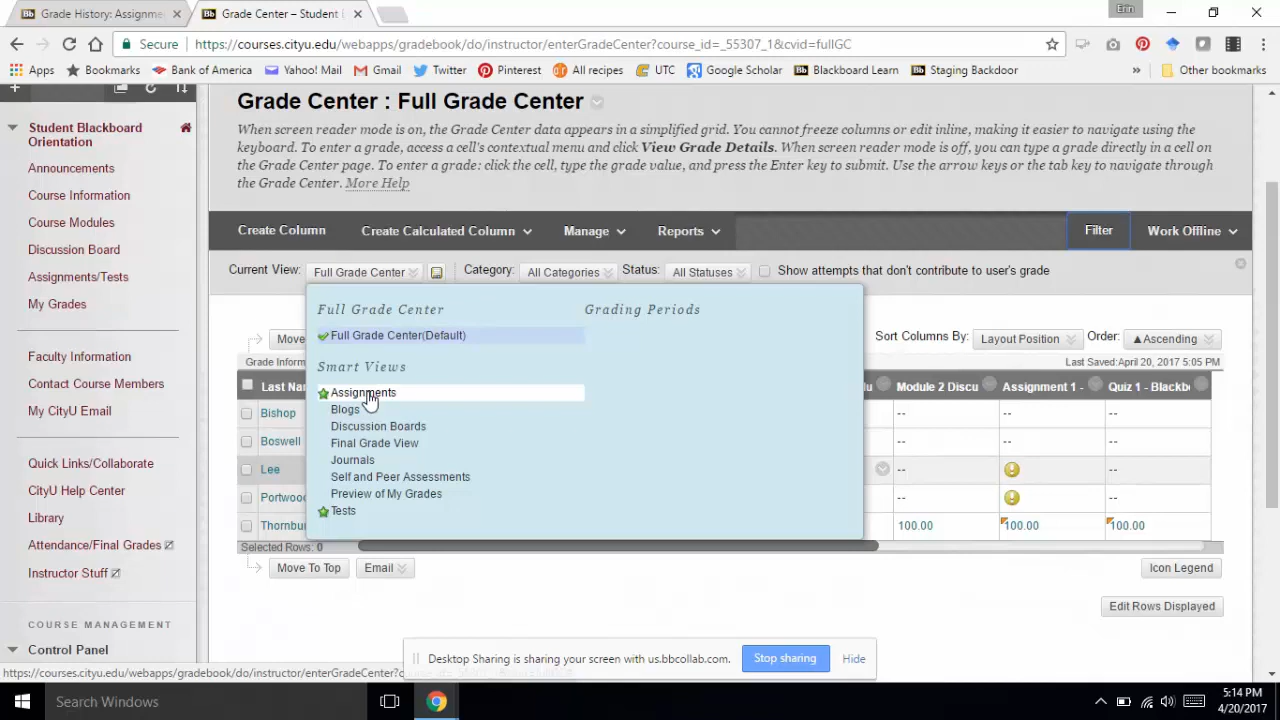 Grade History: Assignme
Grade Center – Student
Erin
Secure https://courses.cityu.edu/webapps/gradebook/do/instructor/enterGradeCenter?course_id=_55307_1&cvid=fullGC
Apps Bookmarks Bank of America Yahoo! Mail Gmail Twitter Pinterest All recipes UTC Google Scholar Blackboard Learn Staging Backdoor » Other bookmarks
Student Blackboard
Orientation
Announcements
Course Information
Course Modules
Discussion Board
Assignments/Tests
My Grades
Faculty Information
Contact Course Members
My CityU Email
Quick Links/Collaborate
CityU Help Center
Library
Attendance/Final Grades
Instructor Stuff
COURSE MANAGEMENT
Control Panel
Grade Center : Full Grade Center
When screen reader mode is on, the Grade Center data appears in a simplified grid. You cannot freeze columns or edit inline, making it easier to navigate using the
keyboard. To enter a grade, access a cell's contextual menu and click View Grade Details. When screen reader mode is off, you can type a grade directly in a cell on
the Grade Center page. To enter a grade: click the cell, type the grade value, and press the Enter key to submit. Use the arrow keys or the tab key to navigate through
the Grade Center. More Help
Create Column Create Calculated Column Manage Reports Filter Work Offline
Current View: Full Grade Center Category: All Categories Status: All Statuses Show attempts that don't contribute to user's grade
Full Grade Center Grading Periods
Full Grade Center(Default)
Smart Views
Assignments
Blogs
Discussion Boards
Final Grade View
Journals
Self and Peer Assessments
Preview of My Grades
Tests
Move Sort Columns By: Layout Position Order: ▲Ascending
Grade Inform Last Saved:April 20, 2017 5:05 PM
Last Nam du Module 2 Discu Assignment 1 - Quiz 1 - Blackb
Bishop -- -- --
Boswell -- -- --
Lee -- --
Portwoo -- --
Thornbu 100.00 100.00 100.00
Selected Rows: 0
Move To Top Email Icon Legend
Edit Rows Displayed
Desktop Sharing is sharing your screen with us.bbcollab.com. Stop sharing Hide
Search Windows
5:14 PM
4/20/2017